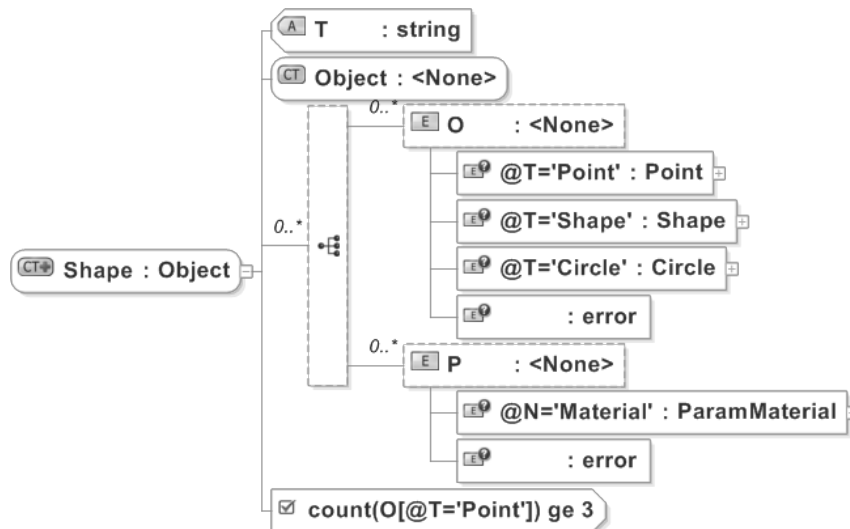 A T : string
CT Object : <None>
0..*
E O : <None>
E? @T='Point' : Point
E? @T='Shape' : Shape
0..*
CT+ Shape : Object
E? @T='Circle' : Circle
E? : error
0..*
E P : <None>
E? @N='Material' : ParamMaterial
E? : error
count(O[@T='Point']) ge 3